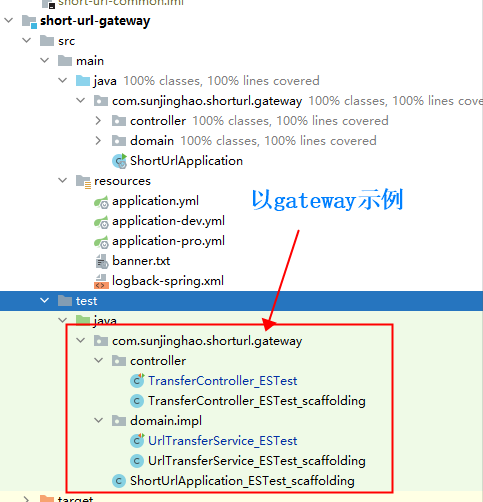 short-url-common.iml
short-url-gateway
src
main
java 100% classes, 100% lines covered
com.sunjinghao.shorturl.gateway 100% classes, 100% lines cove
controller 100% classes, 100% lines covered
domain 100% classes, 100% lines covered
ShortUrlApplication
resources
application.yml
以gateway示例
application-dev.yml
application-pro.yml
banner.txt
logback-spring.xml
test
java
com.sunjinghao.shorturl.gateway
controller
TransferController_ESTest
TransferController_ESTest_scaffolding
domain.impl
UrlTransferService_ESTest
UrlTransferService_ESTest_scaffolding
ShortUrlApplication_ESTest_scaffolding
target